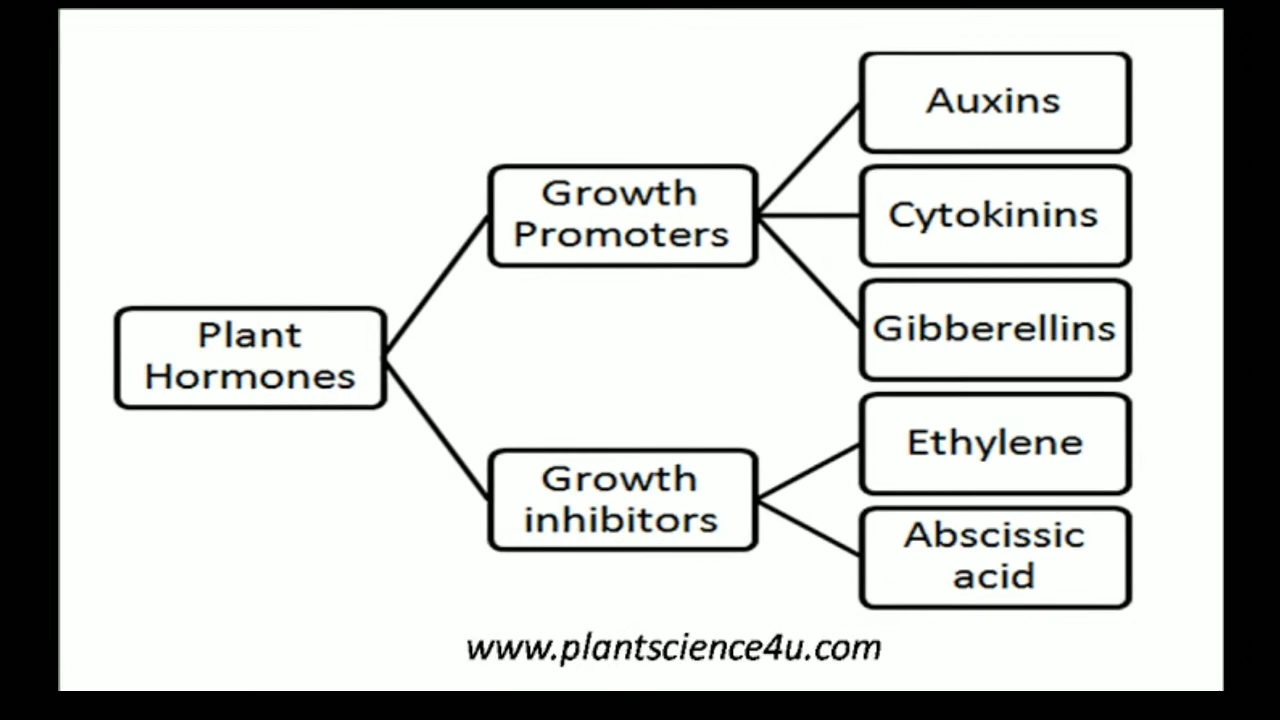 Plant
Hormones
Growth
Promoters
Auxins
Cytokinins
Gibberellins
Growth
inhibitors
Ethylene
Abscissic
acid
www.plantscience4u.com